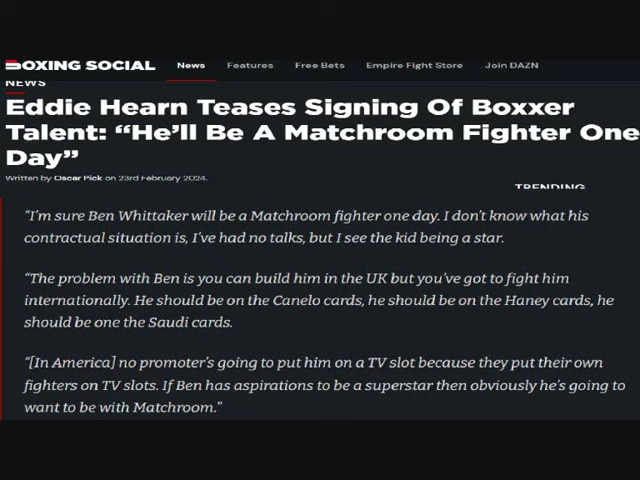 BOXING SOCIAL News Features Free Bets Empire Fight Store Join DAZN
NEWS
Eddie Hearn Teases Signing Of Boxxer
Talent: “He’ll Be A Matchroom Fighter One
Day”
Written by Oscar Pick on 23rd February 2024.
TRENDING
“I’m sure Ben Whittaker will be a Matchroom fighter one day. I don’t know what his
contractual situation is, I’ve had no talks, but I see the kid being a star.
“The problem with Ben is you can build him in the UK but you’ve got to fight him
internationally. He should be on the Canelo cards, he should be on the Haney cards, he
should be one the Saudi cards.
“[In America] no promoter’s going to put him on a TV slot because they put their own
fighters on TV slots. If Ben has aspirations to be a superstar then obviously he’s going to
want to be with Matchroom.”